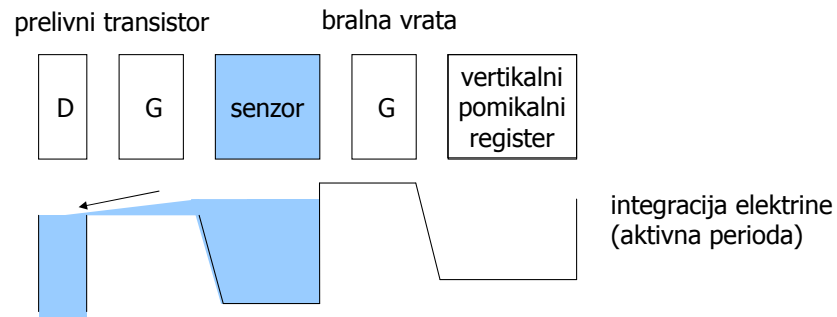 prelivni transistor
bralna vrata
D
G
senzor
G
vertikalni
pomikalni
register
integracija elektrine
(aktivna perioda)